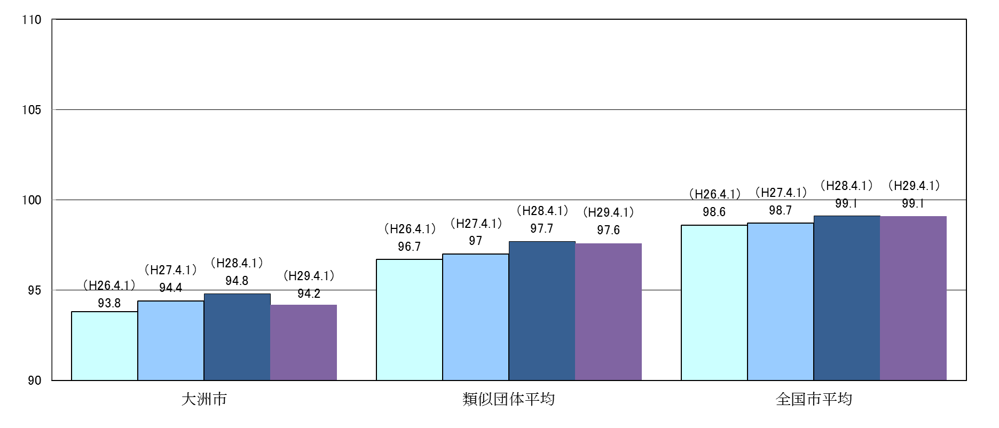 110
105
100
95
90
（H26.4.1）
93.8
（H27.4.1）
94.4
（H28.4.1）
94.8
（H29.4.1）
94.2
（H26.4.1）
96.7
（H27.4.1）
97
（H28.4.1）
97.7
（H29.4.1）
97.6
（H26.4.1）
98.6
（H27.4.1）
98.7
（H28.4.1）
99.1
（H29.4.1）
99.1
大洲市
類似団体平均
全国市平均